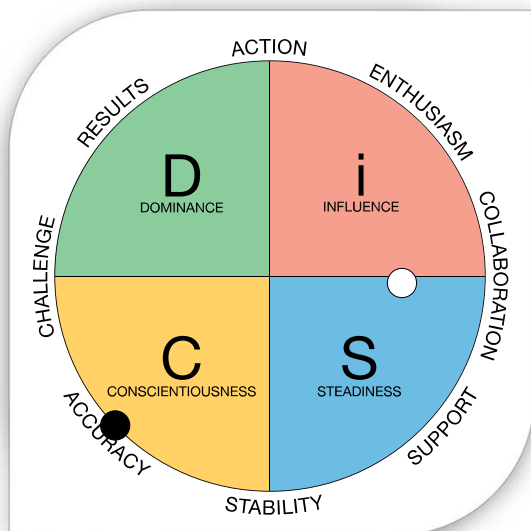 ACTION
RESULTS
ENTHUSIASM
D
DOMINANCE
i
INFLUENCE
CHALLENGE
COLLABORATION
C
CONSCIENTIOUSNESS
S
STEADINESS
ACCURACY
SUPPORT
STABILITY